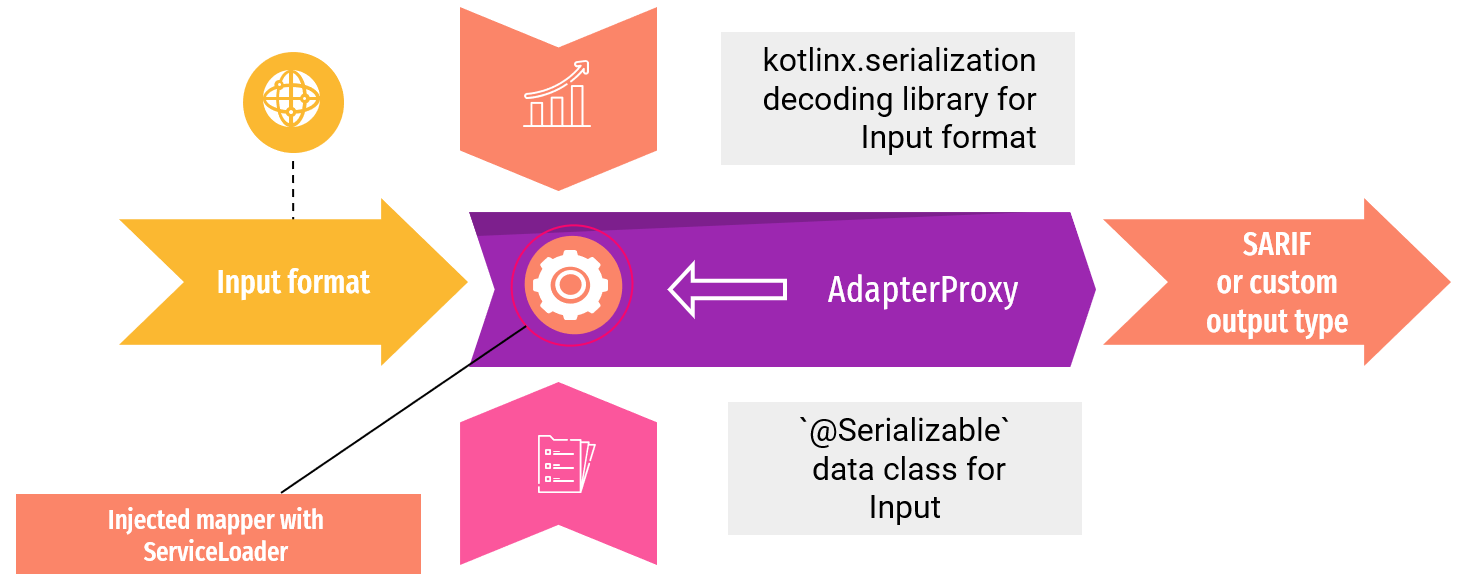 kotlinx.serialization
decoding library for
Input format
Input format
AdapterProxy
SARIF
or custom
output type
`@Serializable`
data class for
Input
Injected mapper with
ServiceLoader